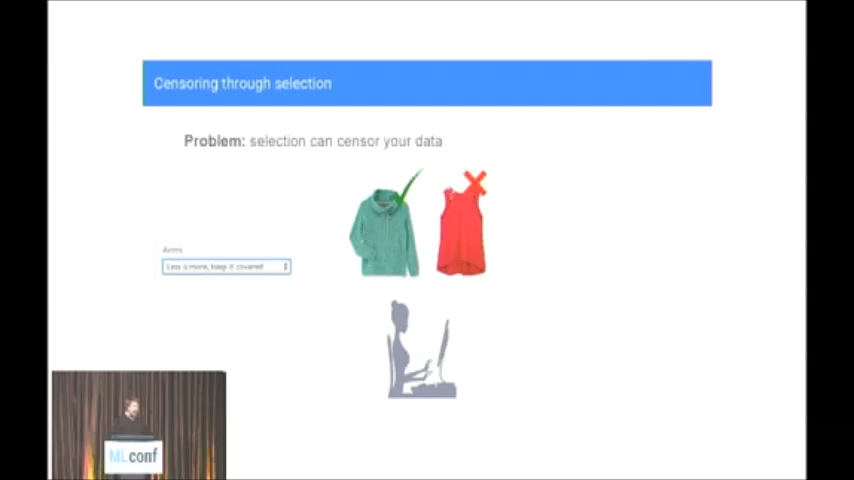 Censoring through selection
Problem: selection can censor your data
Arms
Less is more, keep it covered
MLconf